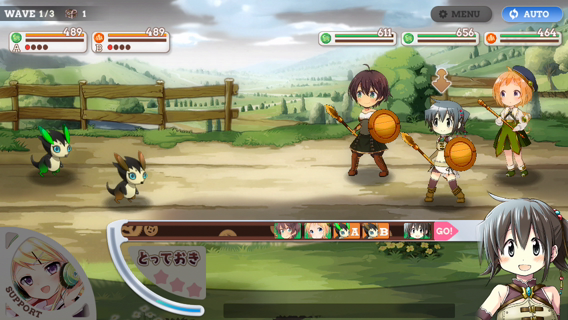 WAVE 1/3 1
MENU
AUTO
489
489
611
656
464
A
B
A
B
GO!
とっておき
SUPPORT